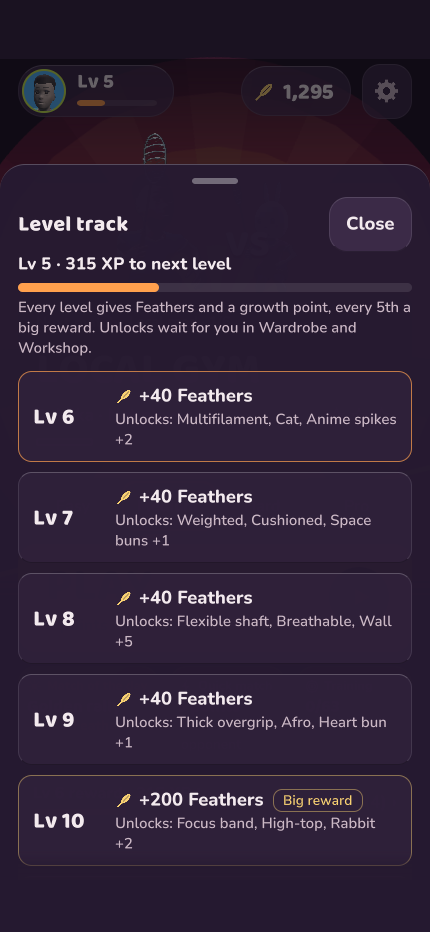 Lv 5
1,295
Level track
Close
Lv 5 · 315 XP to next level
Every level gives Feathers and a growth point, every 5th a
big reward. Unlocks wait for you in Wardrobe and
Workshop.
Lv 6
+40 Feathers
Unlocks: Multifilament, Cat, Anime spikes
+2
Lv 7
+40 Feathers
Unlocks: Weighted, Cushioned, Space
buns +1
Lv 8
+40 Feathers
Unlocks: Flexible shaft, Breathable, Wall
+5
Lv 9
+40 Feathers
Unlocks: Thick overgrip, Afro, Heart bun
+1
Lv 10
+200 Feathers Big reward
Unlocks: Focus band, High-top, Rabbit
+2